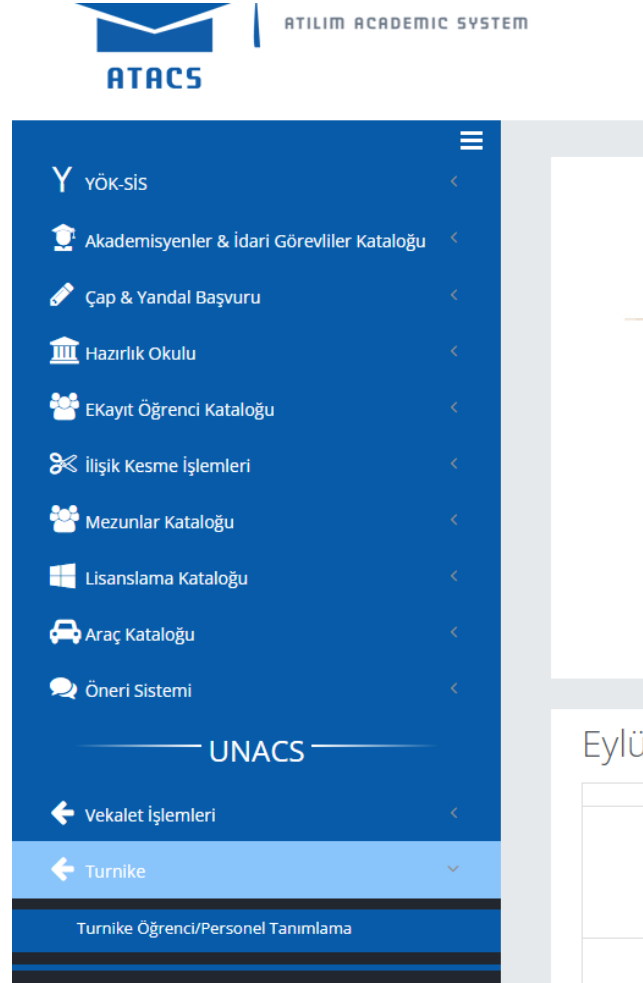 ATILIM ACADEMIC SYSTEM
ATACS
YÖK-SİS
Akademisyenler & İdari Görevliler Kataloğu
Çap & Yandal Başvuru
Hazırlık Okulu
EKayıt Öğrenci Kataloğu
İlişik Kesme İşlemleri
Mezunlar Kataloğu
Lisanslama Kataloğu
Araç Kataloğu
Öneri Sistemi
UNACS
Eylü
Vekalet İşlemleri
Turnike
Turnike Öğrenci/Personel Tanımlama